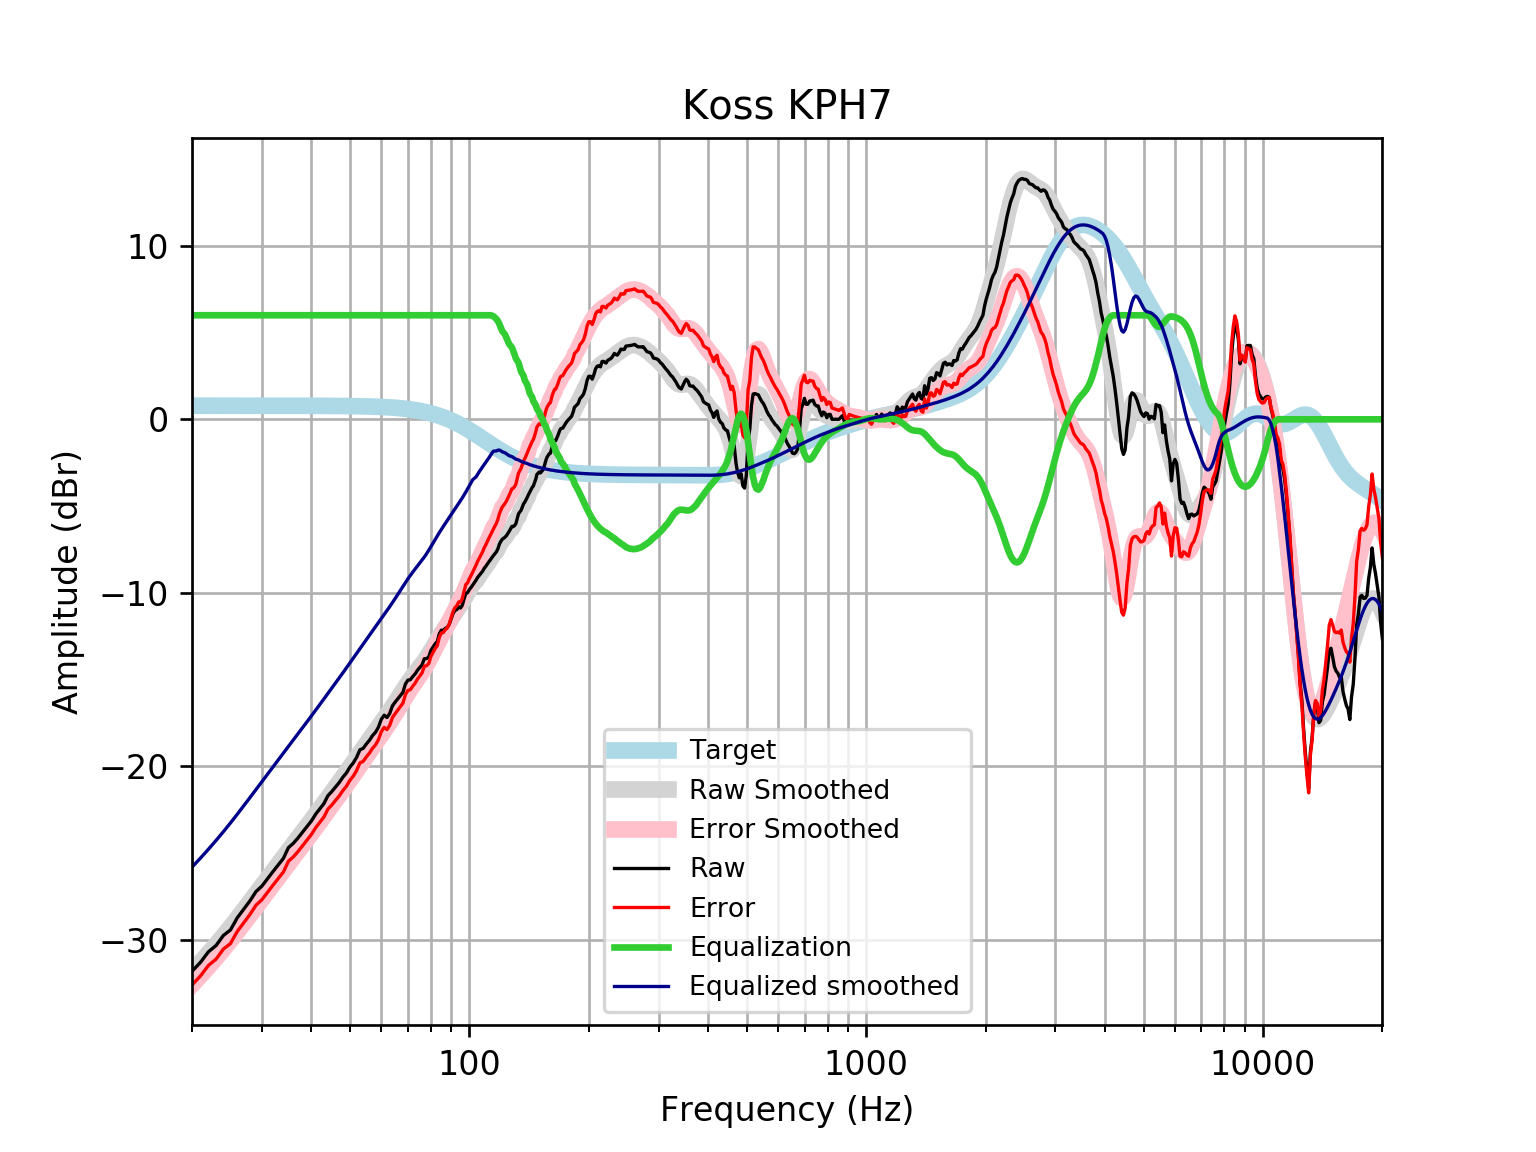 Koss KPH7
10
0
−10
−20
−30
Amplitude (dBr)
Target
Raw Smoothed
Error Smoothed
Raw
Error
Equalization
Equalized smoothed
100 1000 10000
Frequency (Hz)